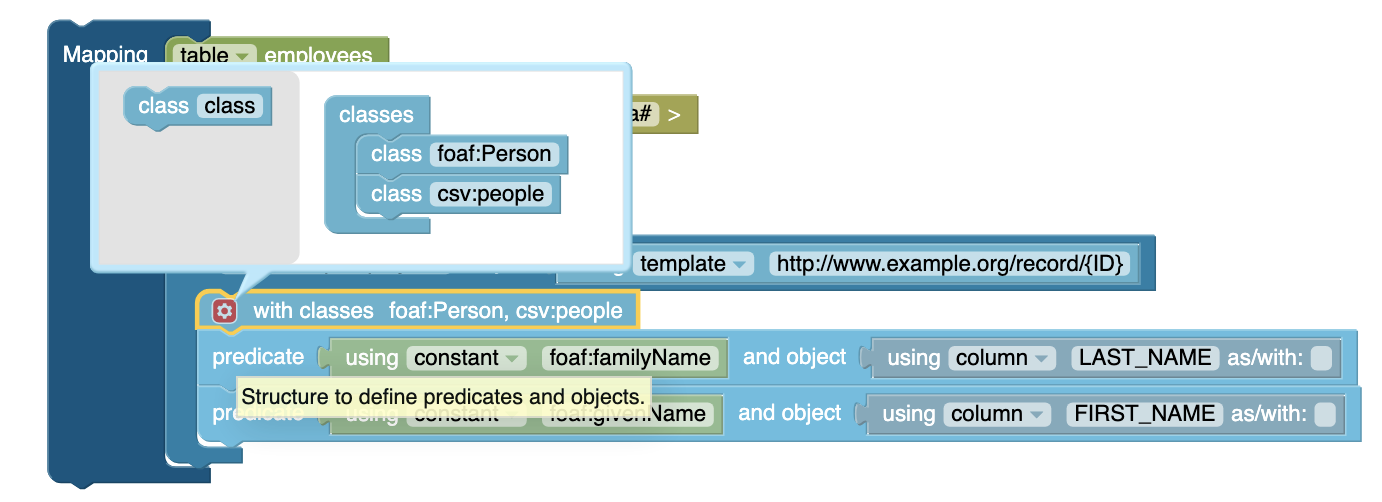 Mapping table employees
class class
classes
a# >
class foaf:Person
class csv:people
template http://www.example.org/record/{ID}
with classes foaf:Person, csv:people
predicate using constant foaf:familyName and object using column LAST_NAME as/with:
Structure to define predicates and objects.
predicate using constant foaf:givenName and object using column FIRST_NAME as/with: